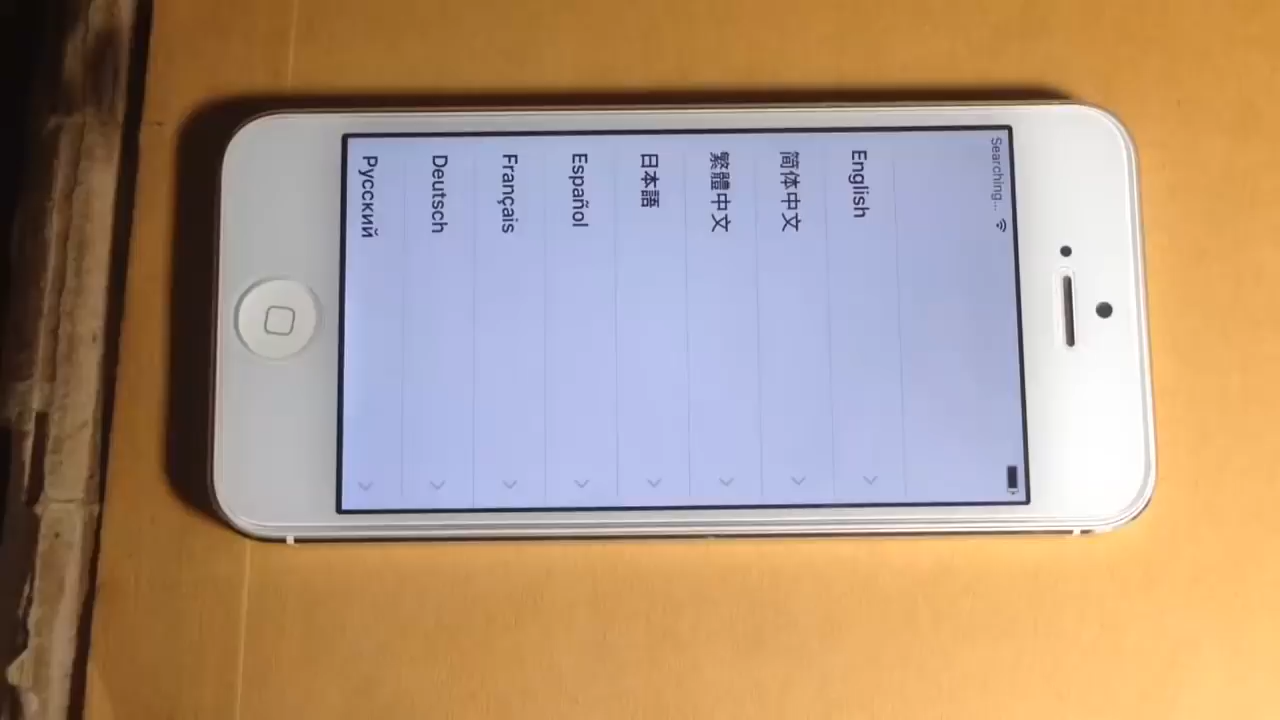 Searching...
English
简体中文
繁體中文
日本語
Español
Français
Deutsch
Русский